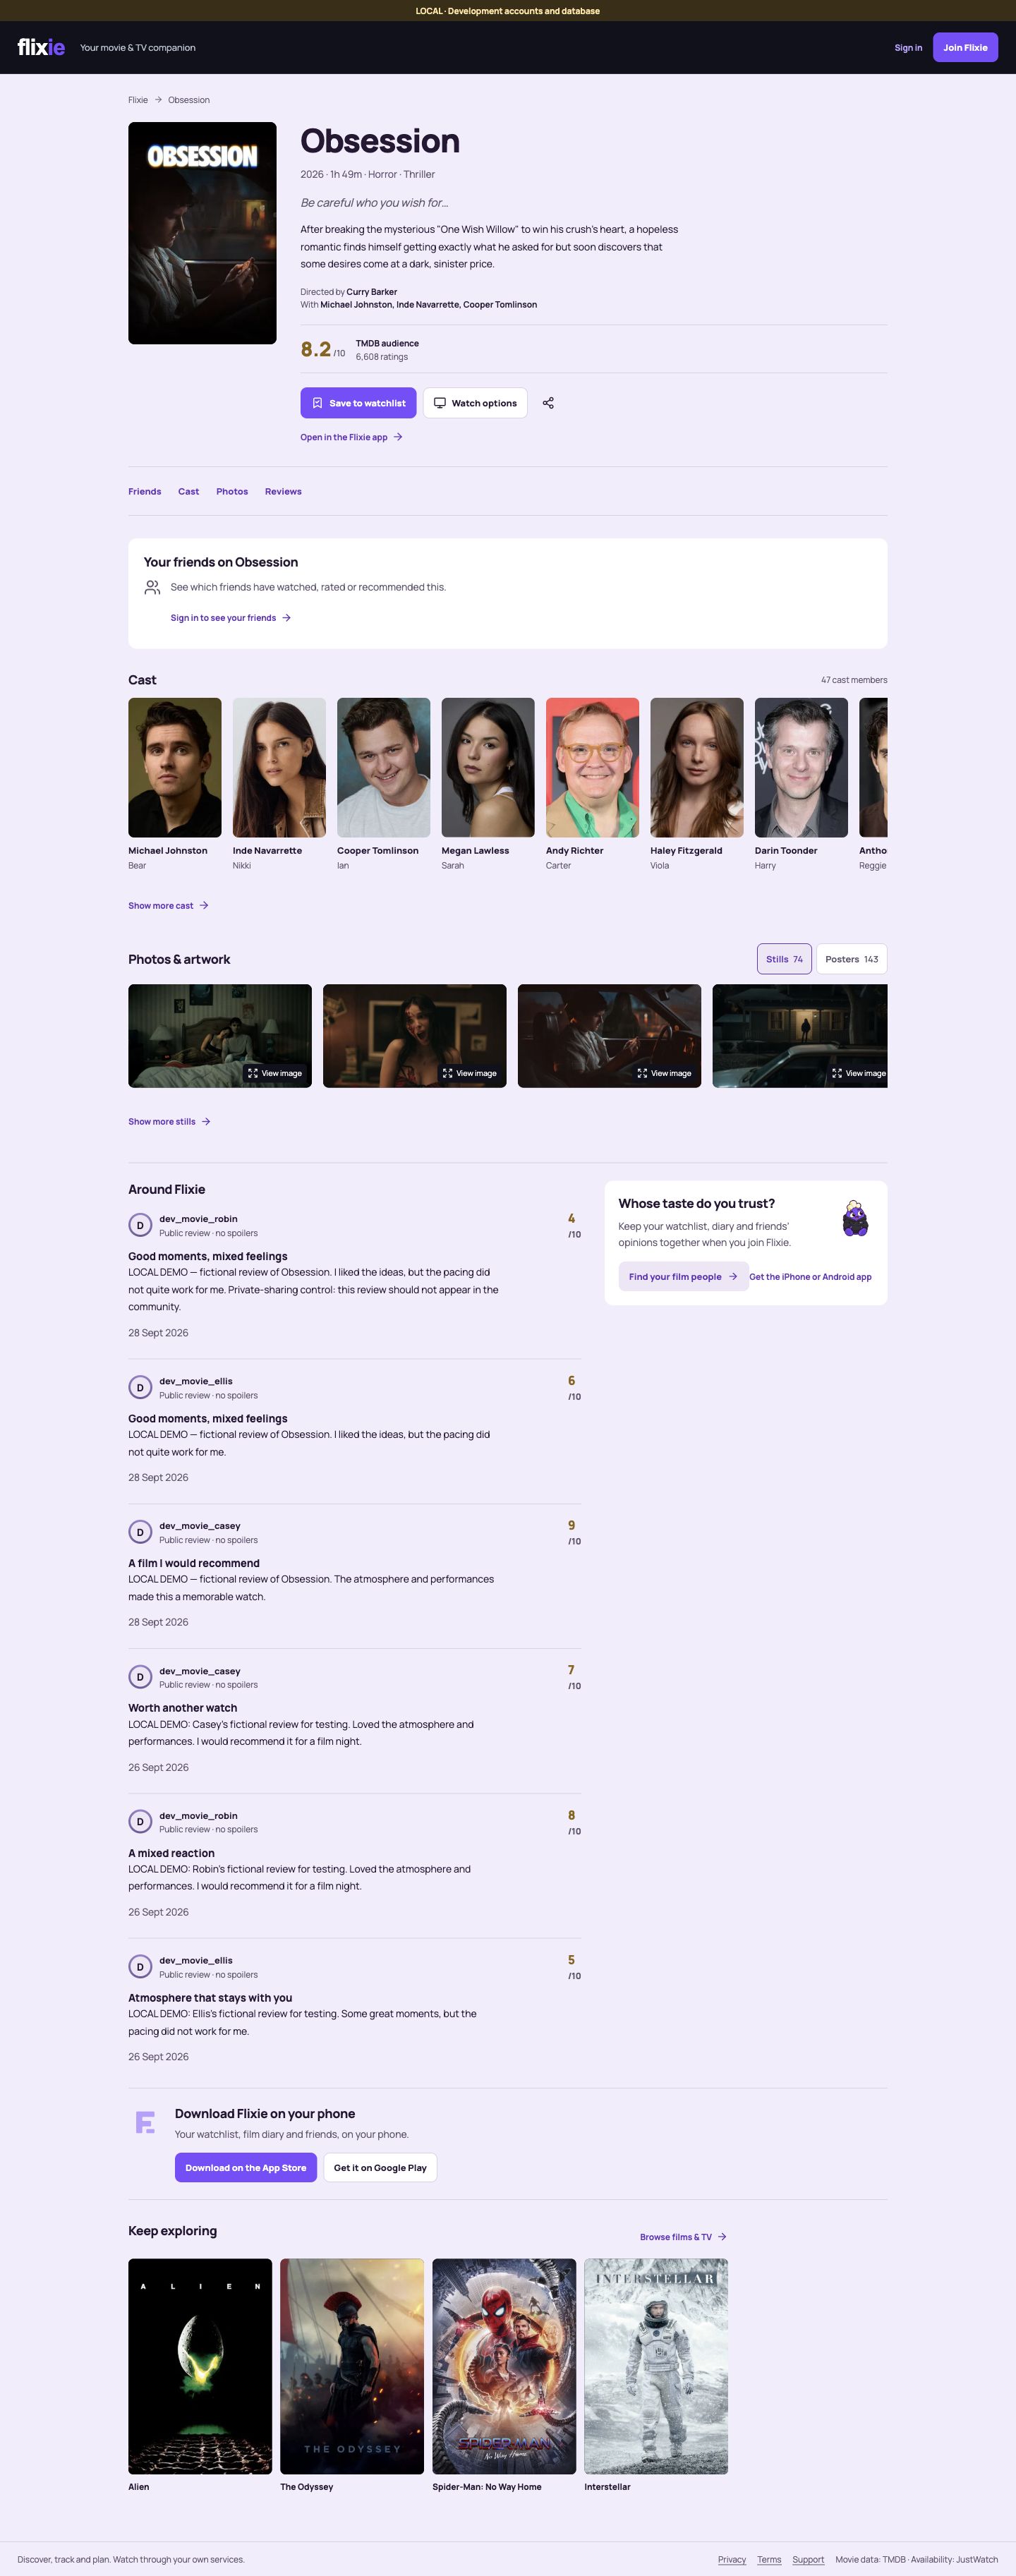 LOCAL · Development accounts and database
flixie
Your movie & TV companion
Sign in
Join Flixie
Flixie → Obsession
OBSESSION
Obsession
2026 · 1h 49m · Horror · Thriller
Be careful who you wish for…
After breaking the mysterious "One Wish Willow" to win his crush's heart, a hopeless
romantic finds himself getting exactly what he asked for but soon discovers that
some desires come at a dark, sinister price.
Directed by Curry Barker
With Michael Johnston, Inde Navarrette, Cooper Tomlinson
8.2 /10
TMDB audience
6,608 ratings
Save to watchlist
Watch options
Open in the Flixie app →
Friends
Cast
Photos
Reviews
Your friends on Obsession
See which friends have watched, rated or recommended this.
Sign in to see your friends →
Cast
47 cast members
Michael Johnston
Bear
Inde Navarrette
Nikki
Cooper Tomlinson
Ian
Megan Lawless
Sarah
Andy Richter
Carter
Haley Fitzgerald
Viola
Darin Toonder
Harry
Antho
Reggie
Show more cast →
Photos & artwork
Stills 74
Posters 143
View image
View image
View image
View image
Show more stills →
Around Flixie
D
dev_movie_robin
Public review · no spoilers
4
/10
Good moments, mixed feelings
LOCAL DEMO — fictional review of Obsession. I liked the ideas, but the pacing did
not quite work for me. Private-sharing control: this review should not appear in the
community.
28 Sept 2026
D
dev_movie_ellis
Public review · no spoilers
6
/10
Good moments, mixed feelings
LOCAL DEMO — fictional review of Obsession. I liked the ideas, but the pacing did
not quite work for me.
28 Sept 2026
D
dev_movie_casey
Public review · no spoilers
9
/10
A film I would recommend
LOCAL DEMO — fictional review of Obsession. The atmosphere and performances
made this a memorable watch.
28 Sept 2026
D
dev_movie_casey
Public review · no spoilers
7
/10
Worth another watch
LOCAL DEMO: Casey's fictional review for testing. Loved the atmosphere and
performances. I would recommend it for a film night.
26 Sept 2026
D
dev_movie_robin
Public review · no spoilers
8
/10
A mixed reaction
LOCAL DEMO: Robin's fictional review for testing. Loved the atmosphere and
performances. I would recommend it for a film night.
26 Sept 2026
D
dev_movie_ellis
Public review · no spoilers
5
/10
Atmosphere that stays with you
LOCAL DEMO: Ellis's fictional review for testing. Some great moments, but the
pacing did not work for me.
26 Sept 2026
Whose taste do you trust?
Keep your watchlist, diary and friends'
opinions together when you join Flixie.
Find your film people →
Get the iPhone or Android app
F
Download Flixie on your phone
Your watchlist, film diary and friends, on your phone.
Download on the App Store
Get it on Google Play
Keep exploring
Browse films & TV →
ALIEN
THE ODYSSEY
SPIDER-MAN
No Way Home
INTERSTELLAR
Alien
The Odyssey
Spider-Man: No Way Home
Interstellar
Discover, track and plan. Watch through your own services.
Privacy
Terms
Support
Movie data: TMDB · Availability: JustWatch